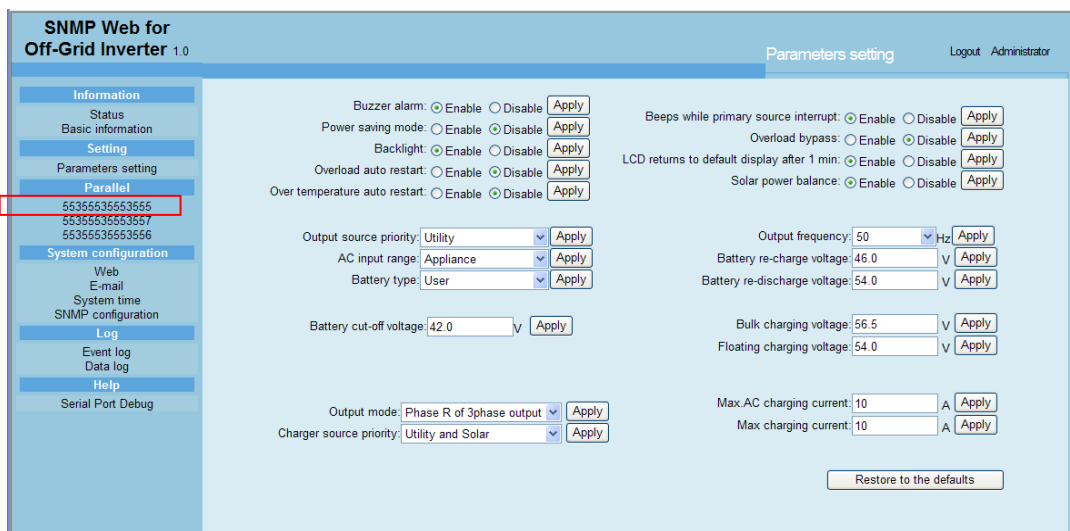 SNMP Web for
Off-Grid Inverter 1.0
Parameters setting
Logout Administrator
Information
Status
Basic information
Setting
Parameters setting
Parallel
55355535553555
55355535553557
55355535553556
System configuration
Web
E-mail
System time
SNMP configuration
Log
Event log
Data log
Help
Serial Port Debug
Buzzer alarm: Enable Disable Apply
Power saving mode: Enable Disable Apply
Backlight: Enable Disable Apply
Overload auto restart: Enable Disable Apply
Over temperature auto restart: Enable Disable Apply
Beeps while primary source interrupt: Enable Disable Apply
Overload bypass: Enable Disable Apply
LCD returns to default display after 1 min: Enable Disable Apply
Solar power balance: Enable Disable Apply
Output source priority: Utility Apply
AC input range: Appliance Apply
Battery type: User Apply
Output frequency: 50 Hz Apply
Battery re-charge voltage: 46.0 V Apply
Battery re-discharge voltage: 54.0 V Apply
Battery cut-off voltage: 42.0 V Apply
Bulk charging voltage: 56.5 V Apply
Floating charging voltage: 54.0 V Apply
Output mode: Phase R of 3phase output Apply
Charger source priority: Utility and Solar Apply
Max.AC charging current: 10 A Apply
Max charging current: 10 A Apply
Restore to the defaults